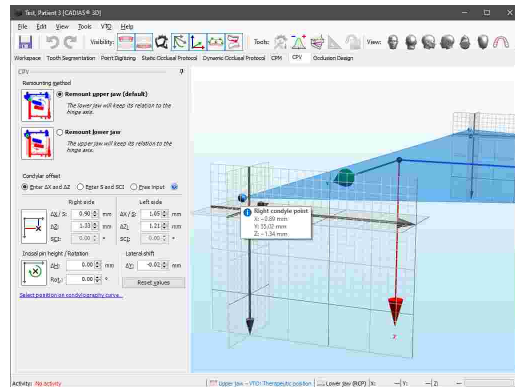 Test, Patient 3 [CADIAS® 3D]
File Edit View Tools VTO Help
Visibility: Tools: View:
Workspace Tooth Segmentation Point Digitizing Static Occlusal Protocol Dynamic Occlusal Protocol CPM CPV Occlusion Design
CPV
Remounting method
Remount upper jaw (default)
The lower jaw will keep its relation to the
hinge axis.
Remount lower jaw
The upper jaw will keep its relation to the
hinge axis.
Condylar offset
Enter ΔX and ΔZ Enter S and SCI Free input
Right side Left side
ΔX / S: 0.90 mm ΔX / S: 1.05 mm
ΔZ: 1.33 mm ΔZ: 1.21 mm
SCI: 0.00 ° SCI: 0.00 °
Incisal pin height /Rotation Lateral shift
ΔH: 0.00 mm ΔY: -0.02 mm
Rot.: 0.00 ° Reset values
Select position on condylography curve...
Right condyle point
X: -0.89 mm
Y: 55.02 mm
Z: -1.34 mm
z
Activity: No activity Upper jaw - VTO: Therapeutic position Lower jaw (RCP) X: — Y: — Z: —